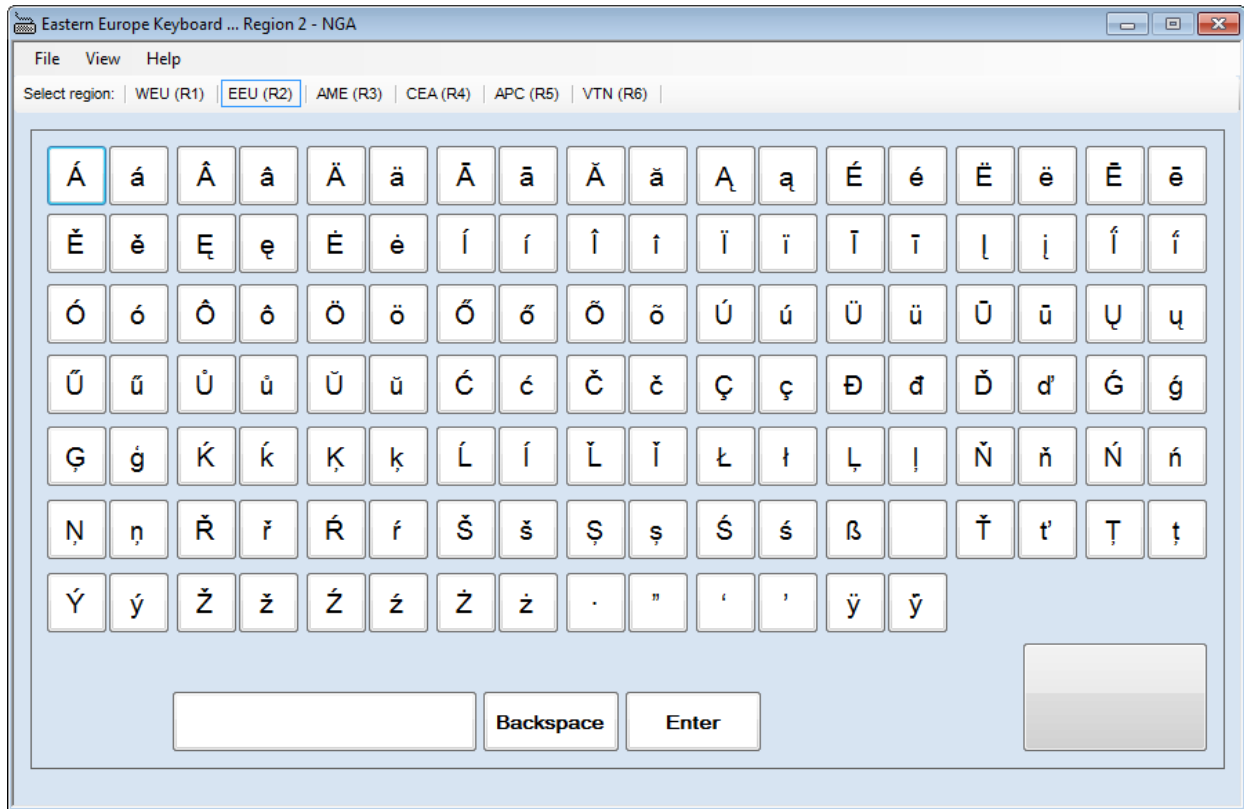 Eastern Europe Keyboard ... Region 2 - NGA
File View Help
Select region: WEU (R1) EEU (R2) AME (R3) CEA (R4) APC (R5) VTN (R6)
Á á Â â Ä ä Ā ā Ă ă Ą ą É é Ë ë Ē ē
Ě ě Ę ę Ė ė Í í Î î Ï ï Ī ī Į į Ī́ ī́
Ó ó Ô ô Ö ö Ő ő Õ õ Ú ú Ü ü Ū ū Ų ų
Ű ű Ů ů Ŭ ŭ Ć ć Č č Ç ç Đ đ Ď ď Ǵ ǵ
Ģ ģ Ḱ ḱ Ķ ķ Ĺ ĺ Ľ ǐ Ł ł Ļ ļ Ň ň Ń ń
Ņ ņ Ř ř Ŕ ŕ Š š Ș ș Ś ś ß Ť ť Ț ț
Ý ý Ž ž Ź ź Ż ż · ” ‘ ’ ÿ ȳ
Backspace Enter